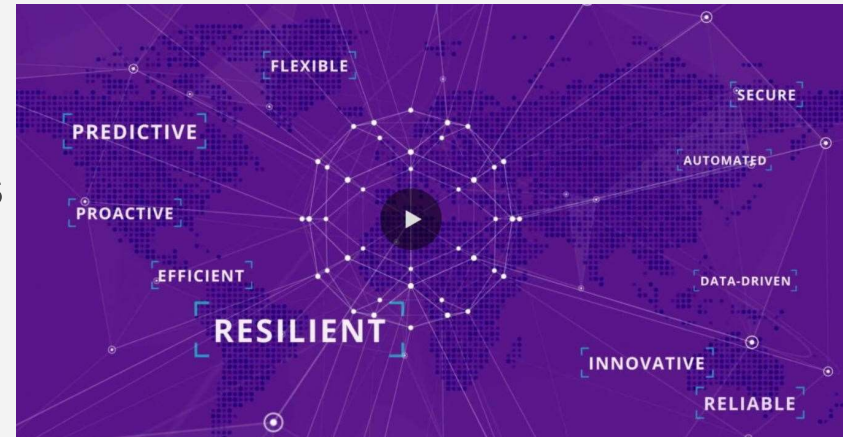 FLEXIBLE
SECURE
PREDICTIVE
AUTOMATED
PROACTIVE
EFFICIENT
DATA-DRIVEN
RESILIENT
INNOVATIVE
RELIABLE